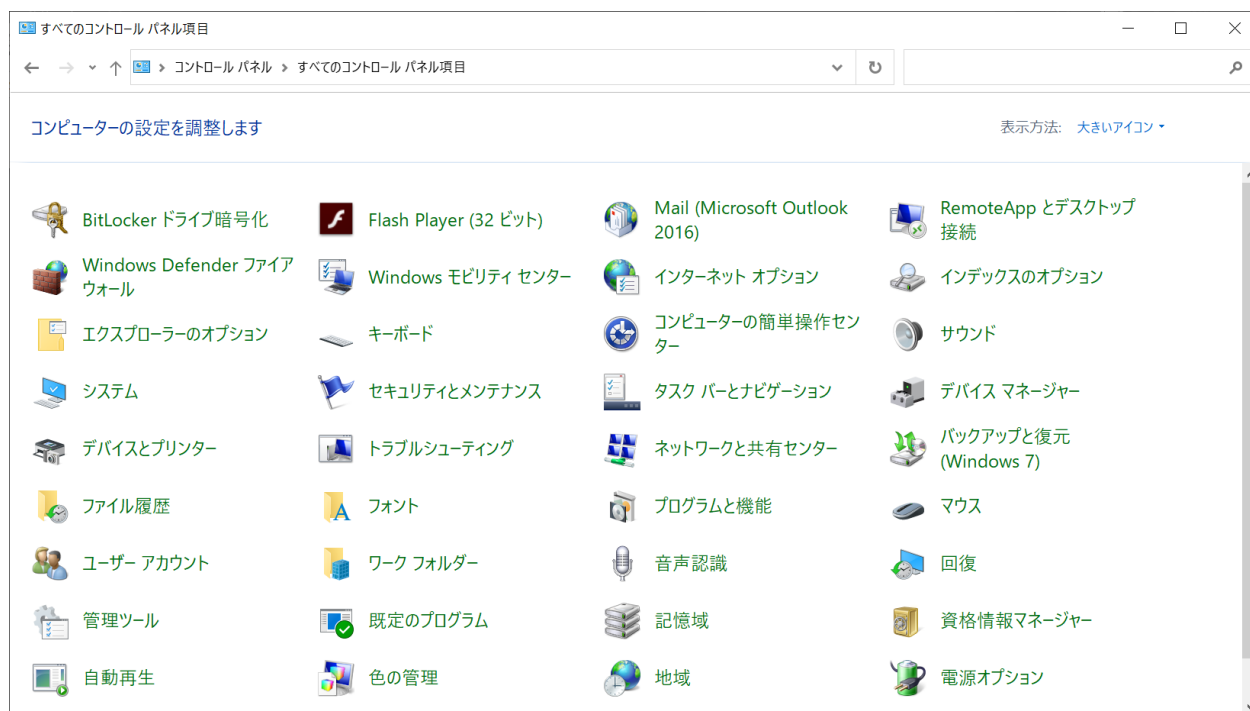 すべてのコントロール パネル項目
コントロール パネル › すべてのコントロール パネル項目
コンピューターの設定を調整します
表示方法: 大きいアイコン
BitLocker ドライブ暗号化
Flash Player (32 ビット)
Mail (Microsoft Outlook
2016)
RemoteApp とデスクトップ
接続
Windows Defender ファイア
ウォール
Windows モビリティ センター
インターネット オプション
インデックスのオプション
エクスプローラーのオプション
キーボード
コンピューターの簡単操作セン
ター
サウンド
システム
セキュリティとメンテナンス
タスク バーとナビゲーション
デバイス マネージャー
デバイスとプリンター
トラブルシューティング
ネットワークと共有センター
バックアップと復元
(Windows 7)
ファイル履歴
フォント
プログラムと機能
マウス
ユーザー アカウント
ワーク フォルダー
音声認識
回復
管理ツール
既定のプログラム
記憶域
資格情報マネージャー
自動再生
色の管理
地域
電源オプション